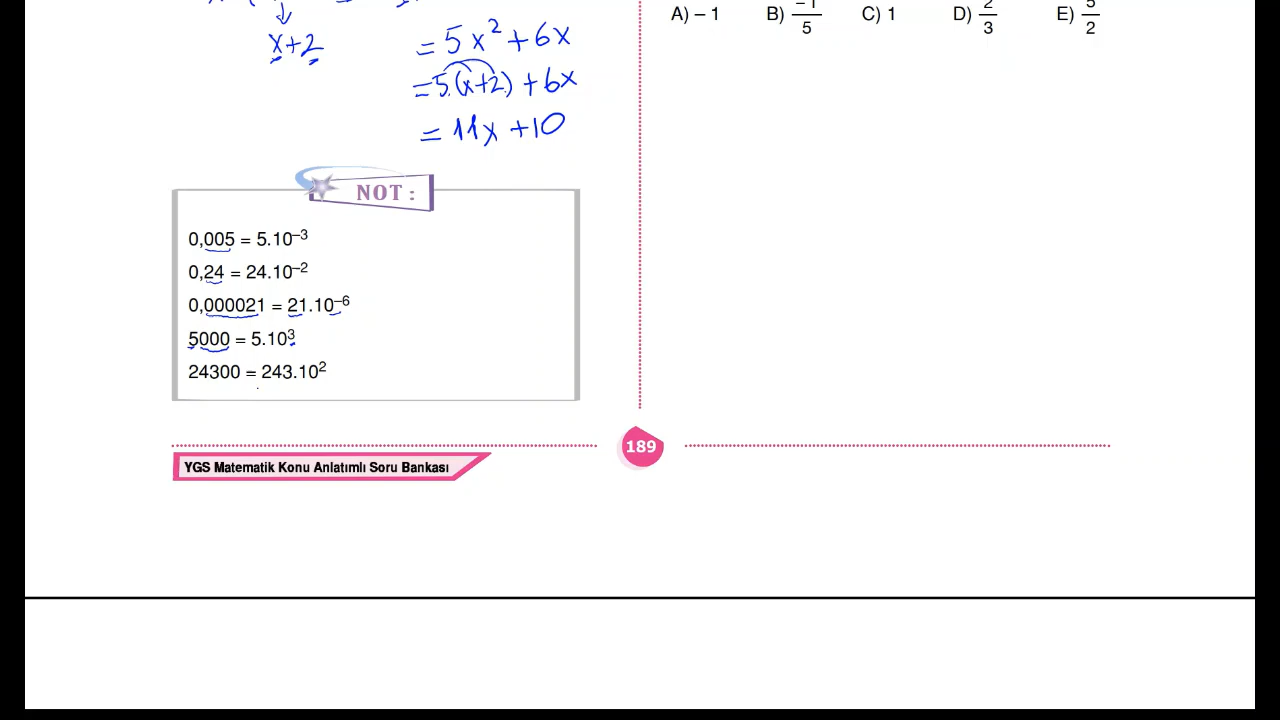 x+2
= 5x² + 6x
= 5(x+2) + 6x
= 11x + 10
NOT :
0,005 = 5.10⁻³
0,24 = 24.10⁻²
0,000021 = 21.10⁻⁶
5000 = 5.10³
24300 = 243.10²
A) – 1 B) –1/5 C) 1 D) 2/3 E) 5/2
189
YGS Matematik Konu Anlatımlı Soru Bankası